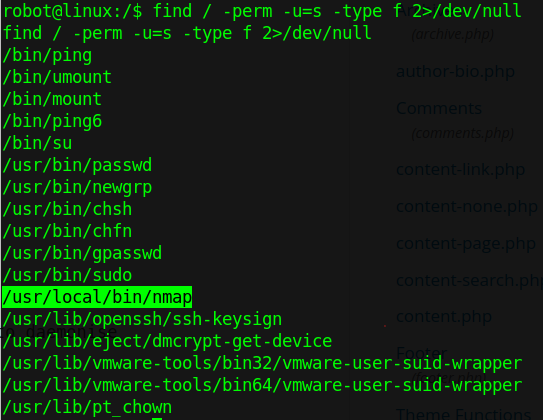 robot@linux:/$ find / -perm -u=s -type f 2>/dev/null
find / -perm -u=s -type f 2>/dev/null
/bin/ping
/bin/umount
/bin/mount
/bin/ping6
/bin/su
/usr/bin/passwd
/usr/bin/newgrp
/usr/bin/chsh
/usr/bin/chfn
/usr/bin/gpasswd
/usr/bin/sudo
/usr/local/bin/nmap
/usr/lib/openssh/ssh-keysign
/usr/lib/eject/dmcrypt-get-device
/usr/lib/vmware-tools/bin32/vmware-user-suid-wrapper
/usr/lib/vmware-tools/bin64/vmware-user-suid-wrapper
/usr/lib/pt_chown
(archive.php)
author-bio.php
Comments
(comments.php)
content-link.php
content-none.php
content-page.php
content-search.php
content.php
Footer
Theme Functions